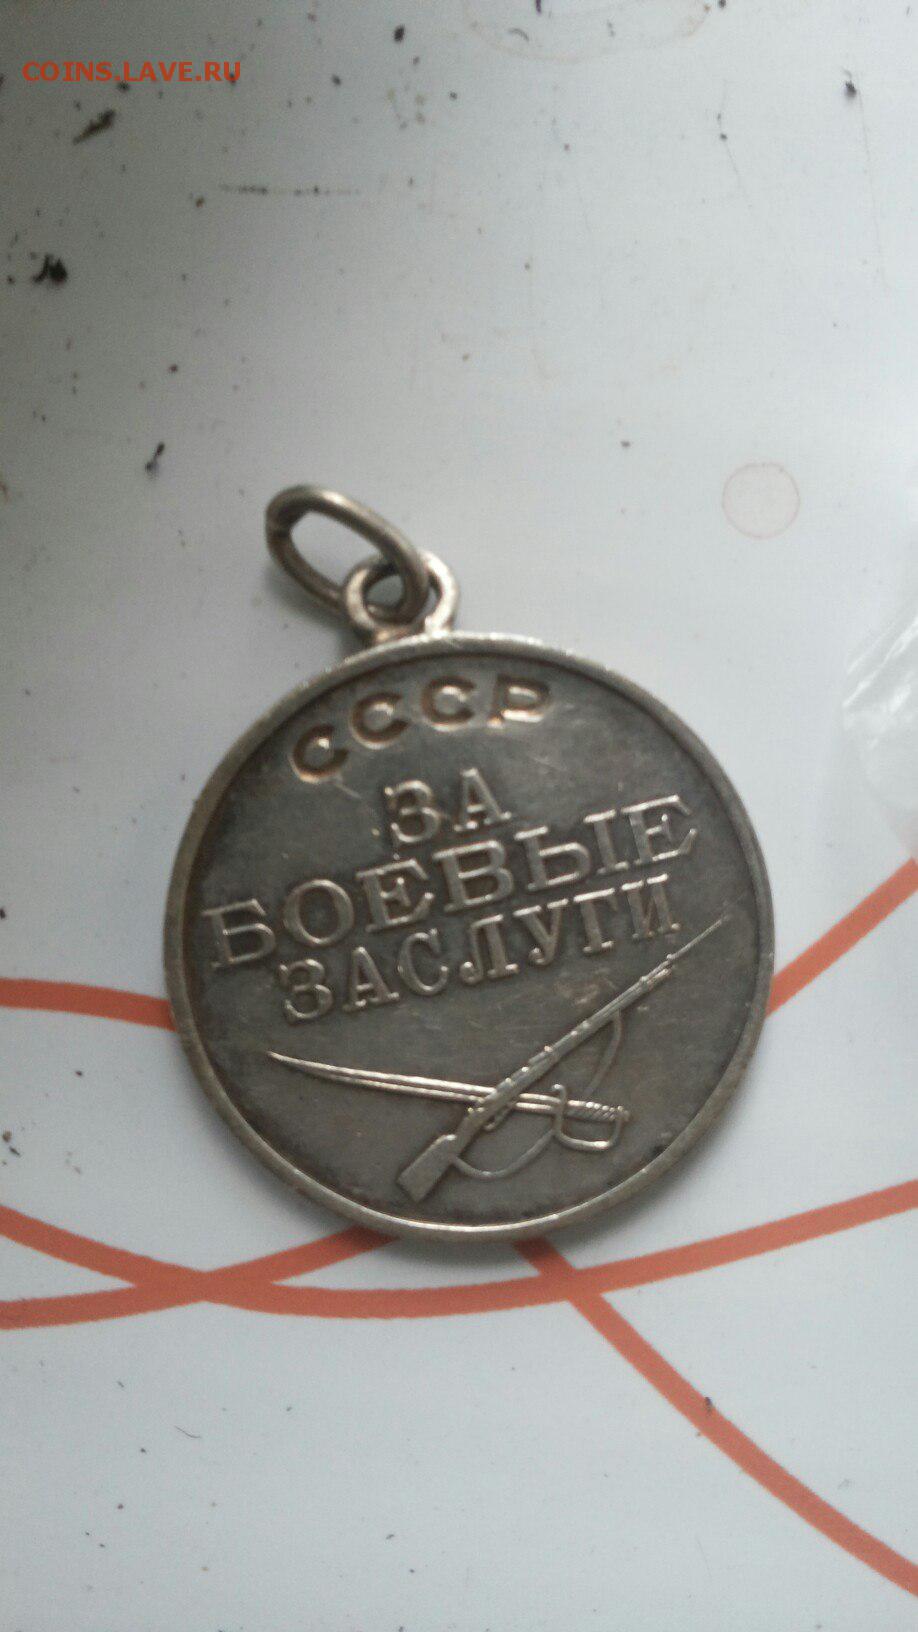 COINS.LAVE.RU
СССР
ЗА
БОЕВЫЕ
ЗАСЛУГИ